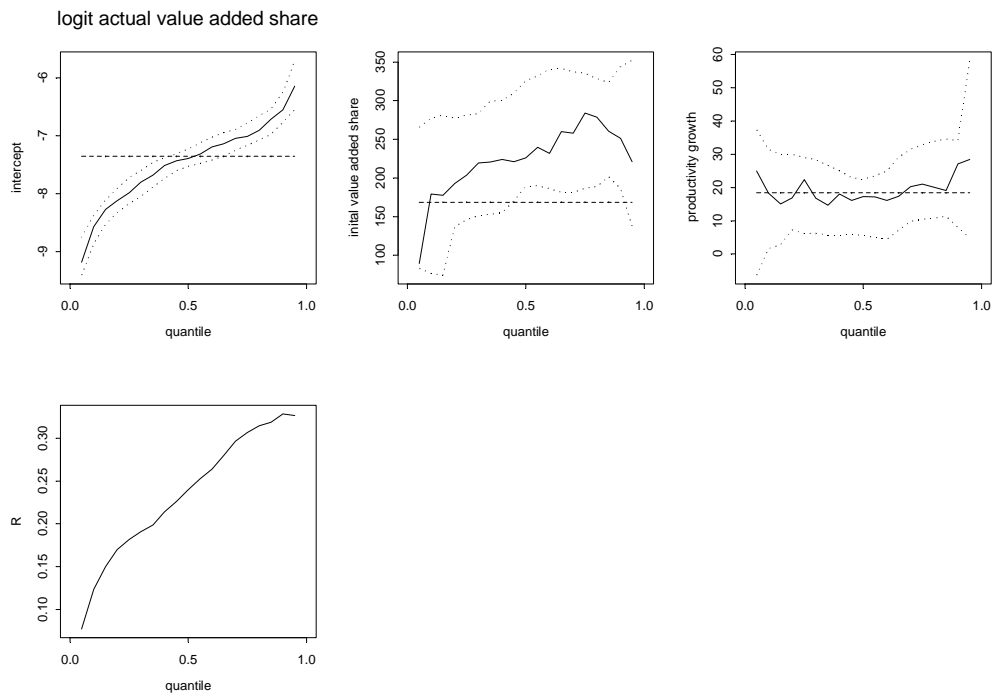 logit actual value added share
intercept
-6
-7
-8
-9
0.0 0.5 1.0
quantile
inital value added share
350
300
250
200
150
100
0.0 0.5 1.0
quantile
productivity growth
60
50
40
30
20
10
0
0.0 0.5 1.0
quantile
R
0.30
0.25
0.20
0.15
0.10
0.0 0.5 1.0
quantile